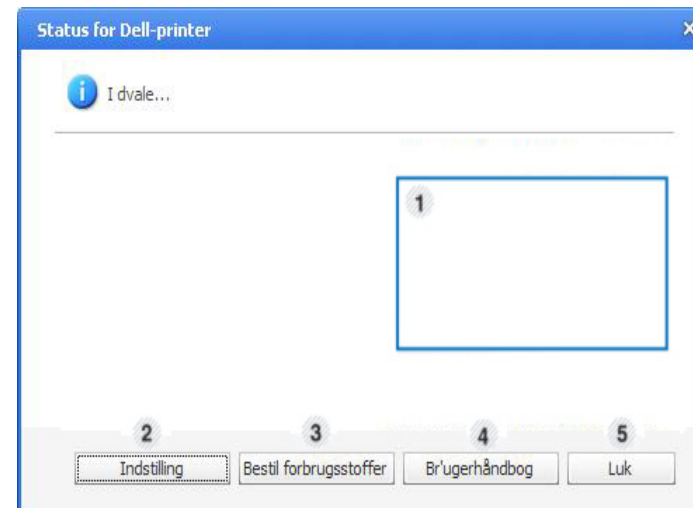 Status for Dell-printer
I dvale...
1
2 3 4 5
Indstilling Bestil forbrugsstoffer Br'ugerhåndbog Luk